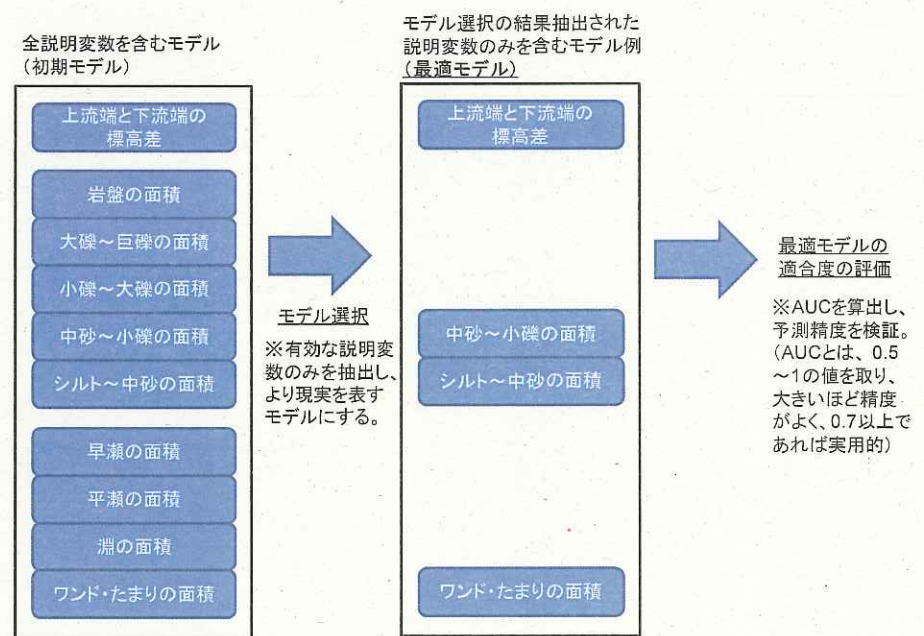 全説明変数を含むモデル
（初期モデル）
上流端と下流端の
標高差
岩盤の面積
大礫～巨礫の面積
小礫～大礫の面積
中砂～小礫の面積
シルト～中砂の面積
早瀬の面積
平瀬の面積
淵の面積
ワンド・たまりの面積
モデル選択
※有効な説明変
数のみを抽出し、
より現実を表す
モデルにする。
モデル選択の結果抽出された
説明変数のみを含むモデル例
（最適モデル）
上流端と下流端の
標高差
中砂～小礫の面積
シルト～中砂の面積
ワンド・たまりの面積
最適モデルの
適合度の評価
※AUCを算出し、
予測精度を検証。
（AUCとは、0.5
～1の値を取り、
大きいほど精度
がよく、0.7以上で
あれば実用的）